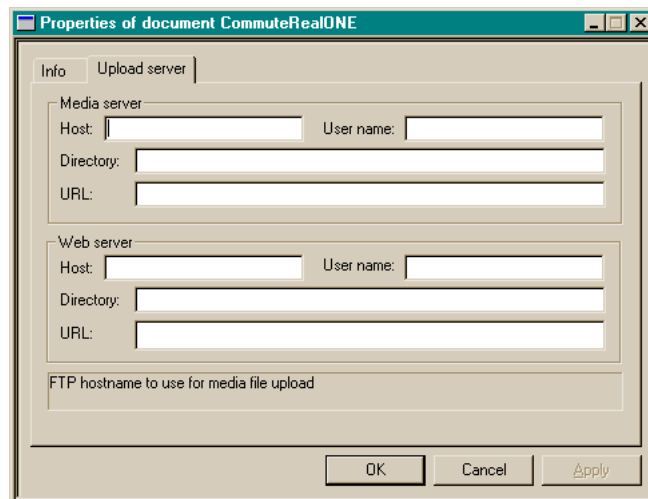 Properties of document CommuteRealONE
Info Upload server
Media server
Host: User name:
Directory:
URL:
Web server
Host: User name:
Directory:
URL:
FTP hostname to use for media file upload
OK Cancel Apply